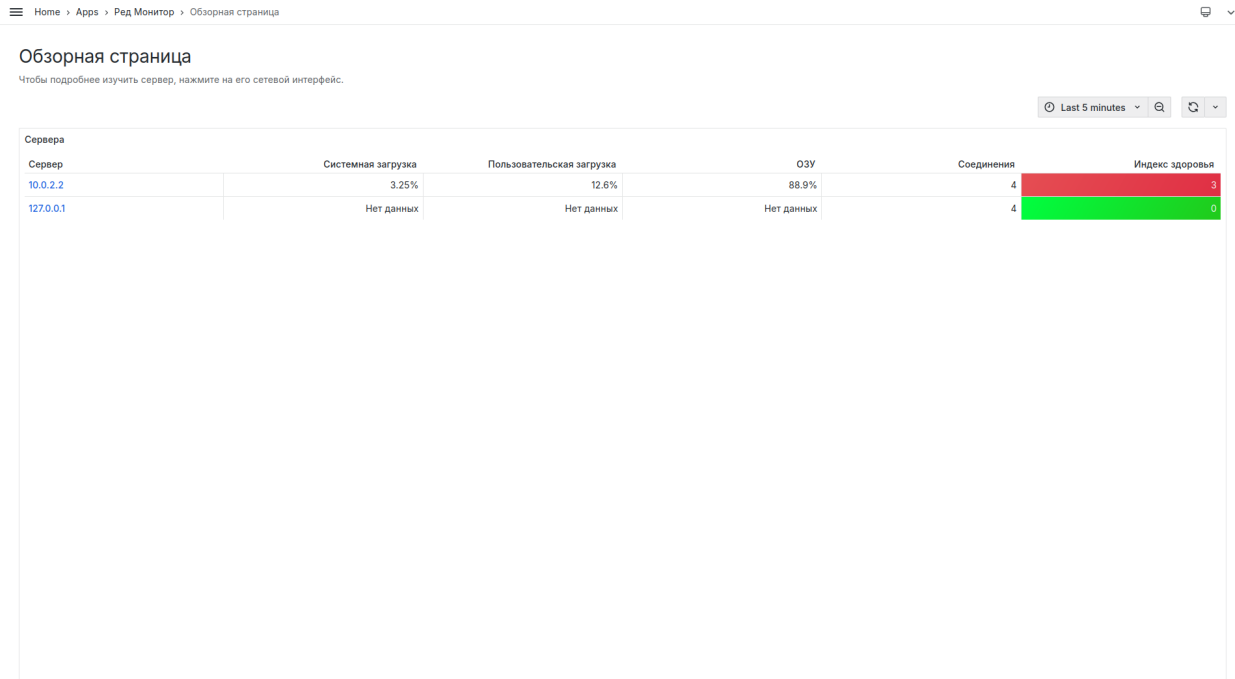 Home › Apps › Ред Монитор › Обзорная страница
Обзорная страница
Чтобы подробнее изучить сервер, нажмите на его сетевой интерфейс.
Last 5 minutes
Сервера
Сервер Системная загрузка Пользовательская загрузка ОЗУ Соединения Индекс здоровья
10.0.2.2 3.25% 12.6% 88.9% 4 3
127.0.0.1 Нет данных Нет данных Нет данных 4 0